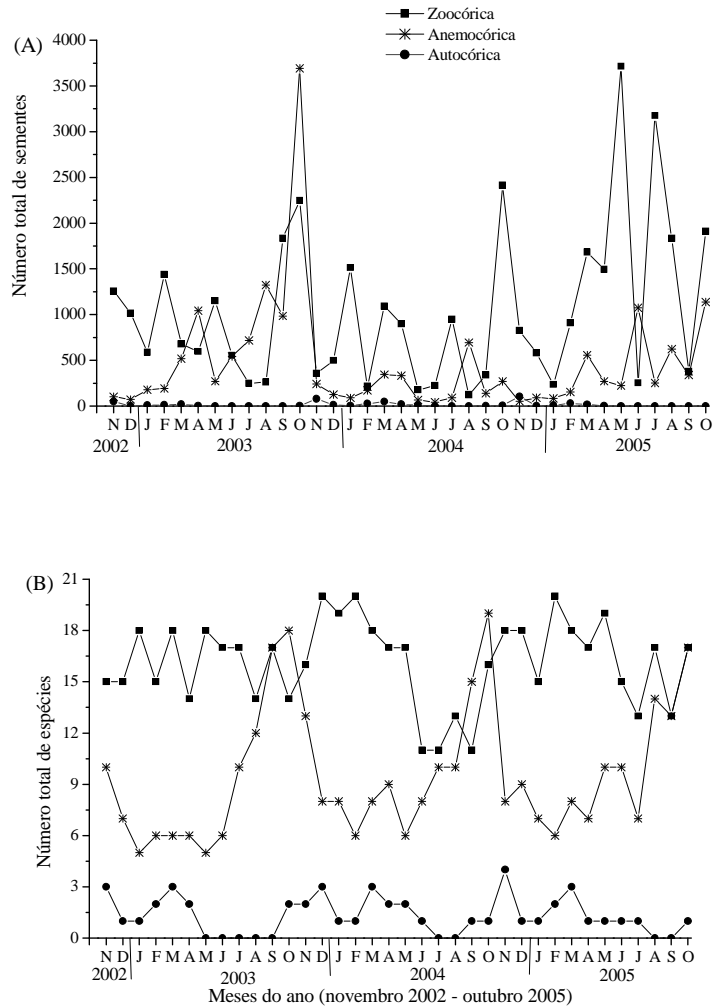 Zoocórica
Anemocórica
Autocórica
(A)
Número total de sementes
4000
3500
3000
2500
2000
1500
1000
500
0
N D J F M A M J J A S O N D J F M A M J J A S O N D J F M A M J J A S O
2002 2003 2004 2005
(B)
Número total de espécies
21
18
15
12
9
6
3
0
N D J F M A M J J A S O N D J F M A M J J A S O N D J F M A M J J A S O
2002 2003 2004 2005
Meses do ano (novembro 2002 - outubro 2005)